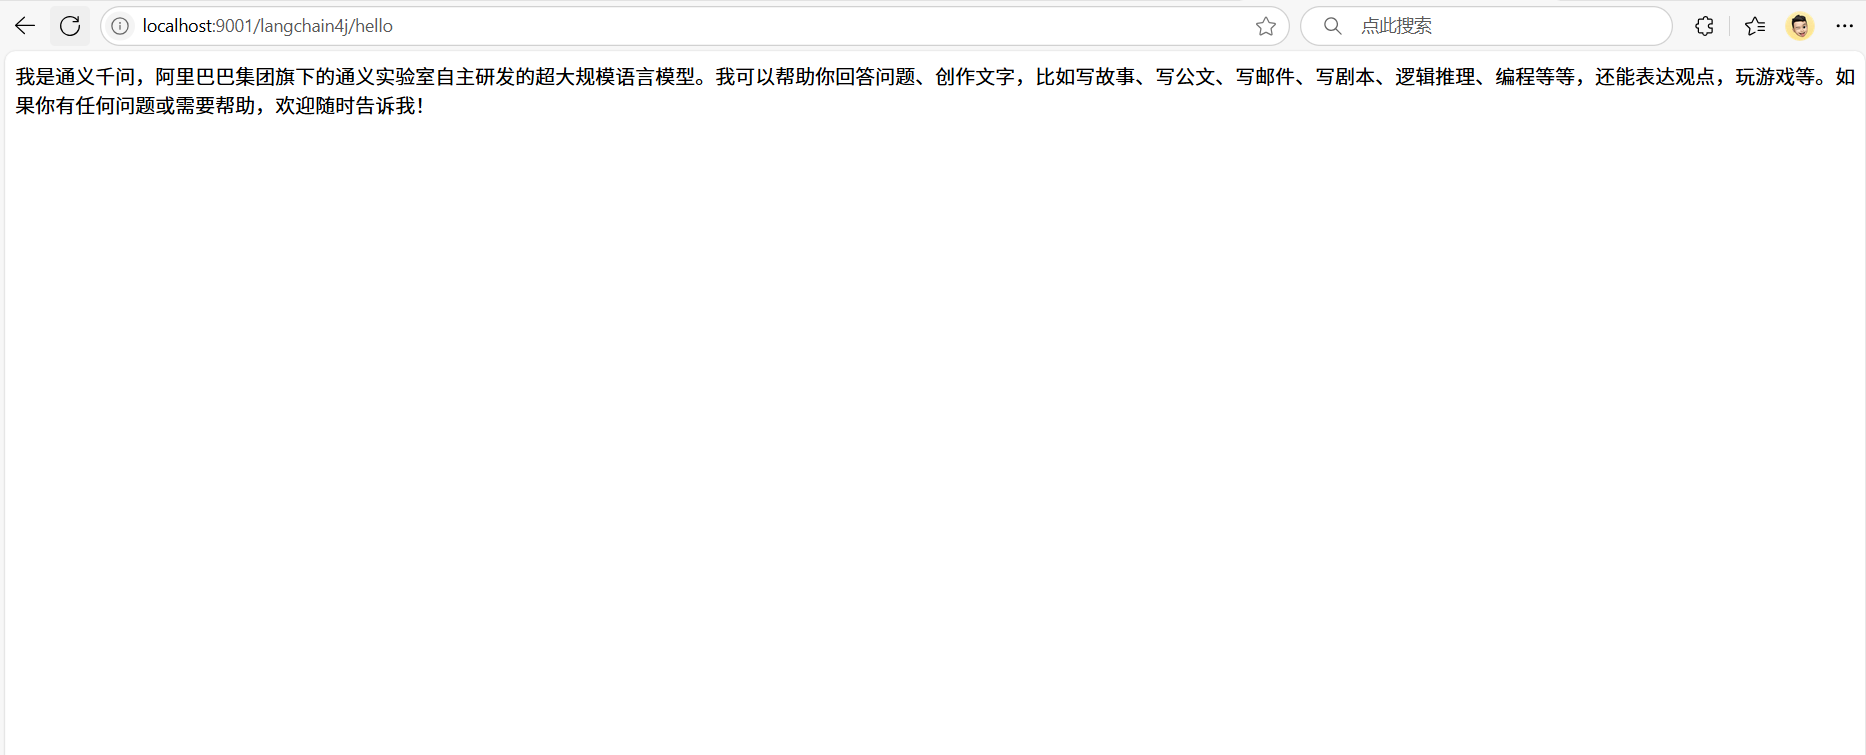 localhost:9001/langchain4j/hello
点此搜索
我是通义千问，阿里巴巴集团旗下的通义实验室自主研发的超大规模语言模型。我可以帮助你回答问题、创作文字，比如写故事、写公文、写邮件、写剧本、逻辑推理、编程等等，还能表达观点，玩游戏等。如
果你有任何问题或需要帮助，欢迎随时告诉我！